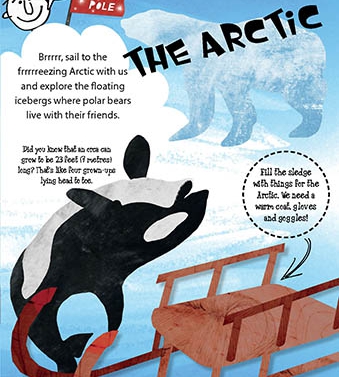 POLE
THE ARCTIC
Brrrrr, sail to the
frrrrreezing Arctic with us
and explore the floating
icebergs where polar bears
live with their friends.
Did you know that an orca can
grow to be 23 feet (7 metres)
long? That's like four grown-ups
lying head to toe.
Fill the sledge
with things for the
Arctic. We need a
warm coat, gloves
and goggles!